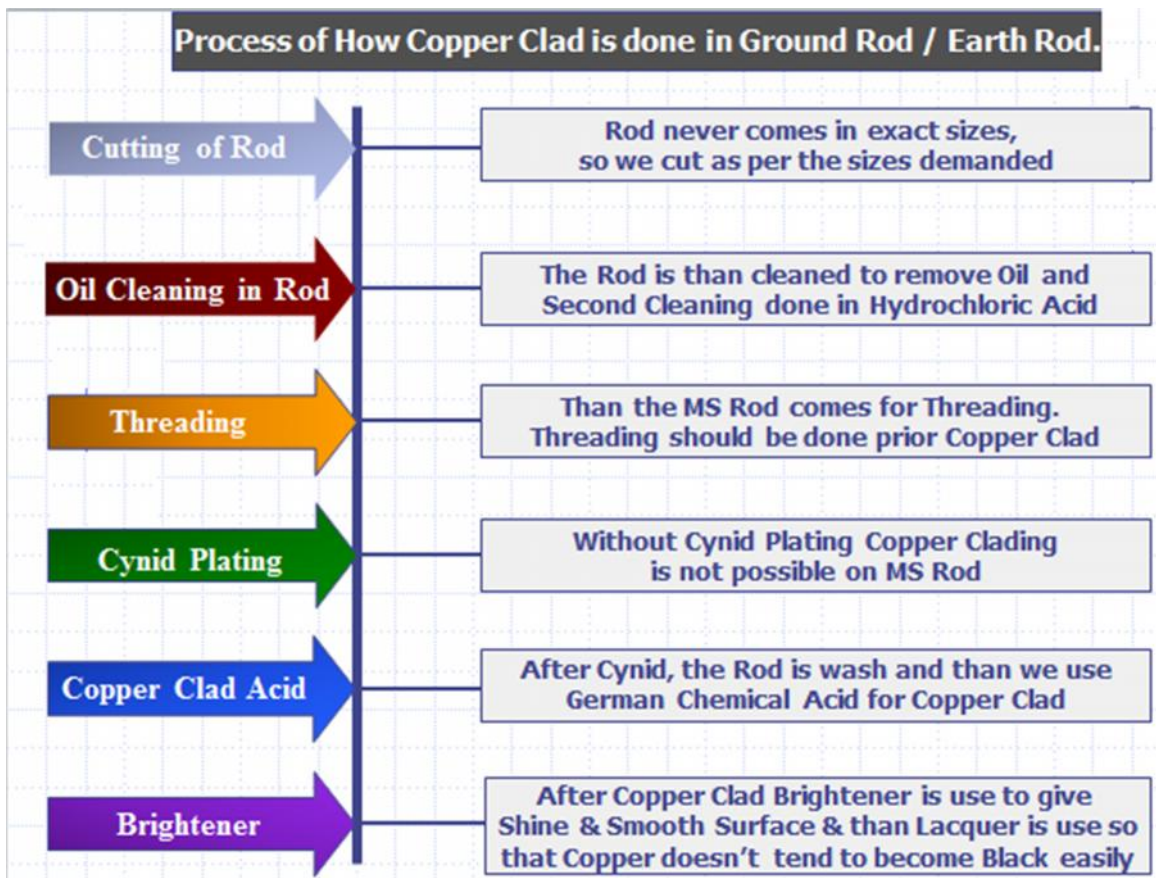 Process of How Copper Clad is done in Ground Rod / Earth Rod.
Cutting of Rod
Rod never comes in exact sizes,
so we cut as per the sizes demanded
Oil Cleaning in Rod
The Rod is than cleaned to remove Oil and
Second Cleaning done in Hydrochloric Acid
Threading
Than the MS Rod comes for Threading.
Threading should be done prior Copper Clad
Cynid Plating
Without Cynid Plating Copper Clading
is not possible on MS Rod
Copper Clad Acid
After Cynid, the Rod is wash and than we use
German Chemical Acid for Copper Clad
Brightener
After Copper Clad Brightener is use to give
Shine & Smooth Surface & than Lacquer is use so
that Copper doesn't tend to become Black easily